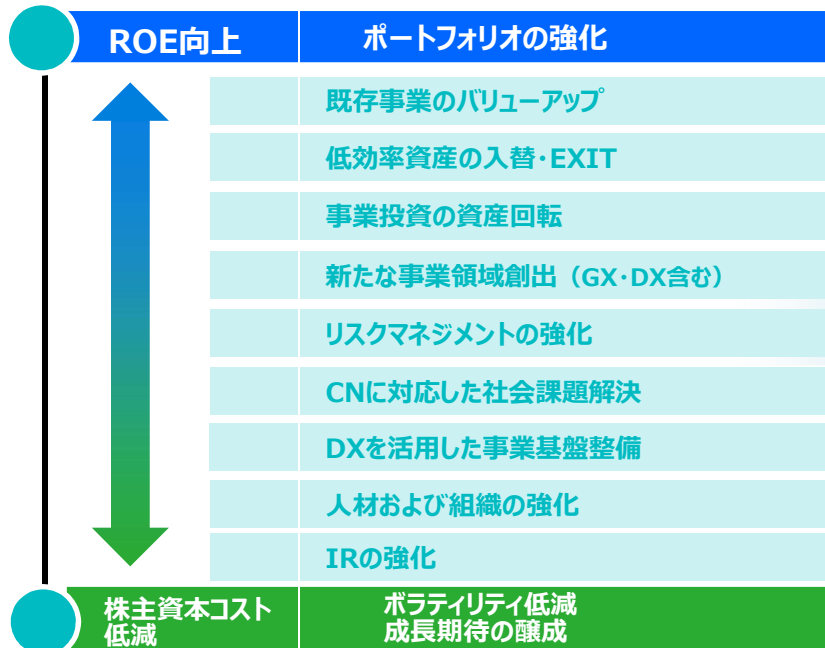 ROE向上 ポートフォリオの強化
既存事業のバリューアップ
低効率資産の入替・EXIT
事業投資の資産回転
新たな事業領域創出（GX・DX含む）
リスクマネジメントの強化
CNに対応した社会課題解決
DXを活用した事業基盤整備
人材および組織の強化
IRの強化
株主資本コスト
低減
ボラティリティ低減
成長期待の醸成